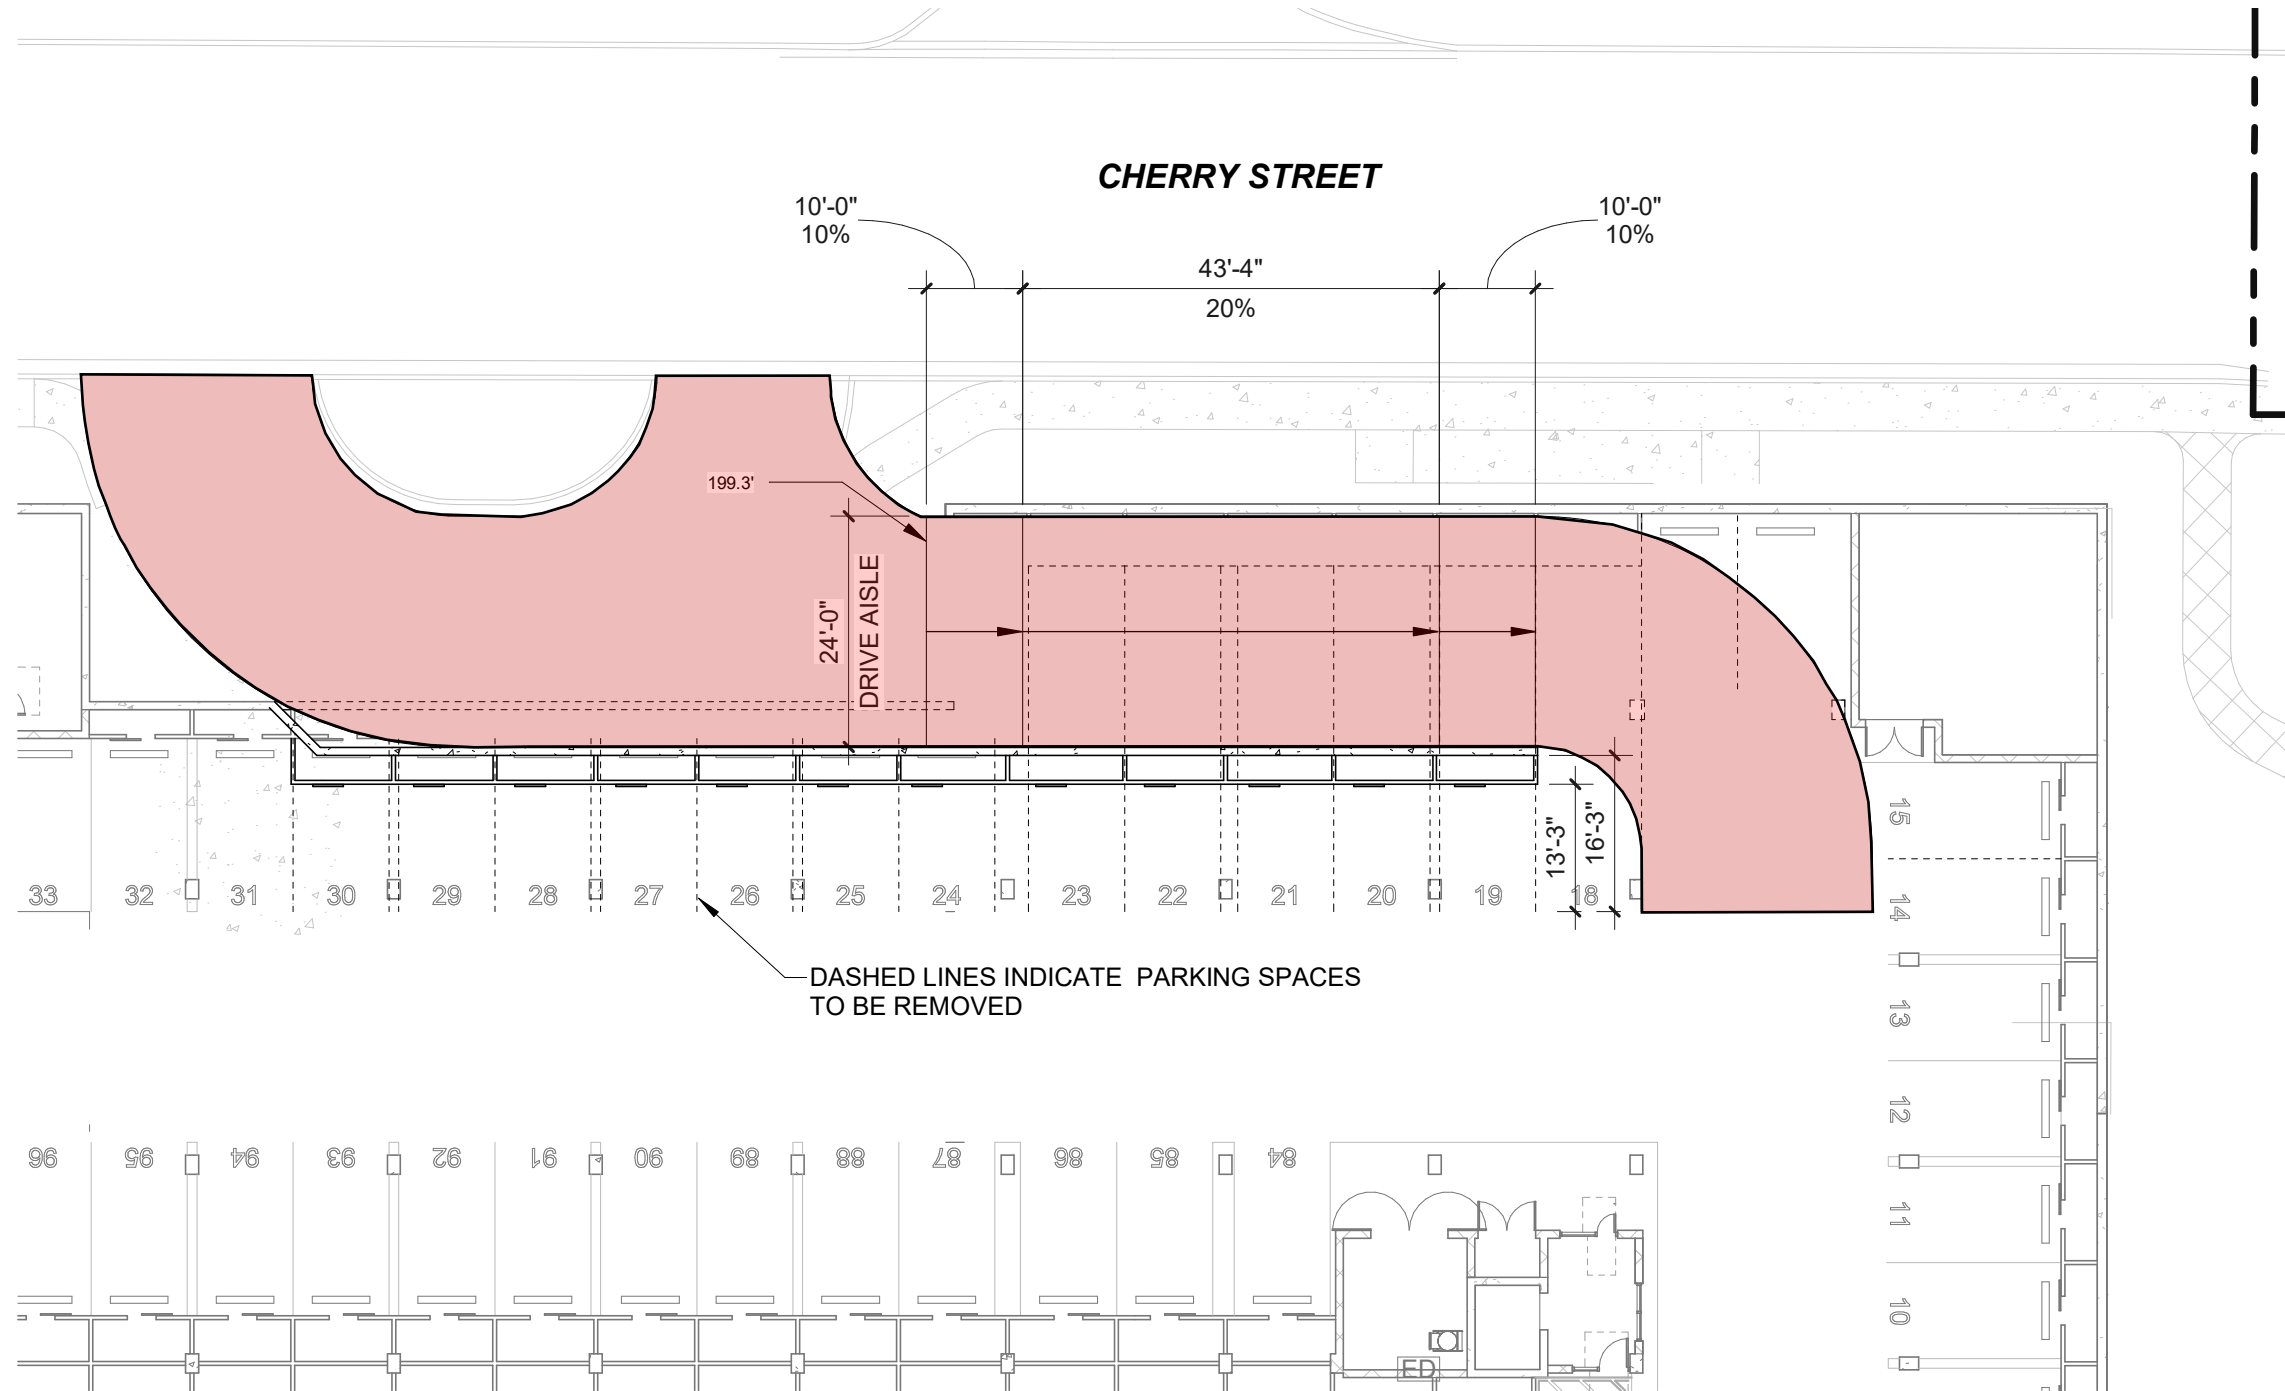 CHERRY STREET
10'-0"
10%
10'-0"
10%
43'-4"
20%
199.3'
24'-0"
DRIVE AISLE
13'-3"
16'-3"
33 32 31 30 29 28 27 26 25 24 23 22 21 20 19 18
15
14
13
12
11
10
DASHED LINES INDICATE PARKING SPACES
TO BE REMOVED
96 95 94 93 92 91 90 89 88 87 86 85 84
ED